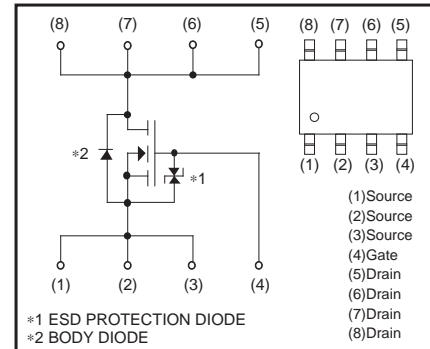 (8) (7) (6) (5)
(8) (7) (6) (5)
∗2
∗1
(1) (2) (3) (4)
(1) (2) (3) (4)
(1)Source
(2)Source
(3)Source
(4)Gate
(5)Drain
(6)Drain
(7)Drain
(8)Drain
∗1 ESD PROTECTION DIODE
∗2 BODY DIODE